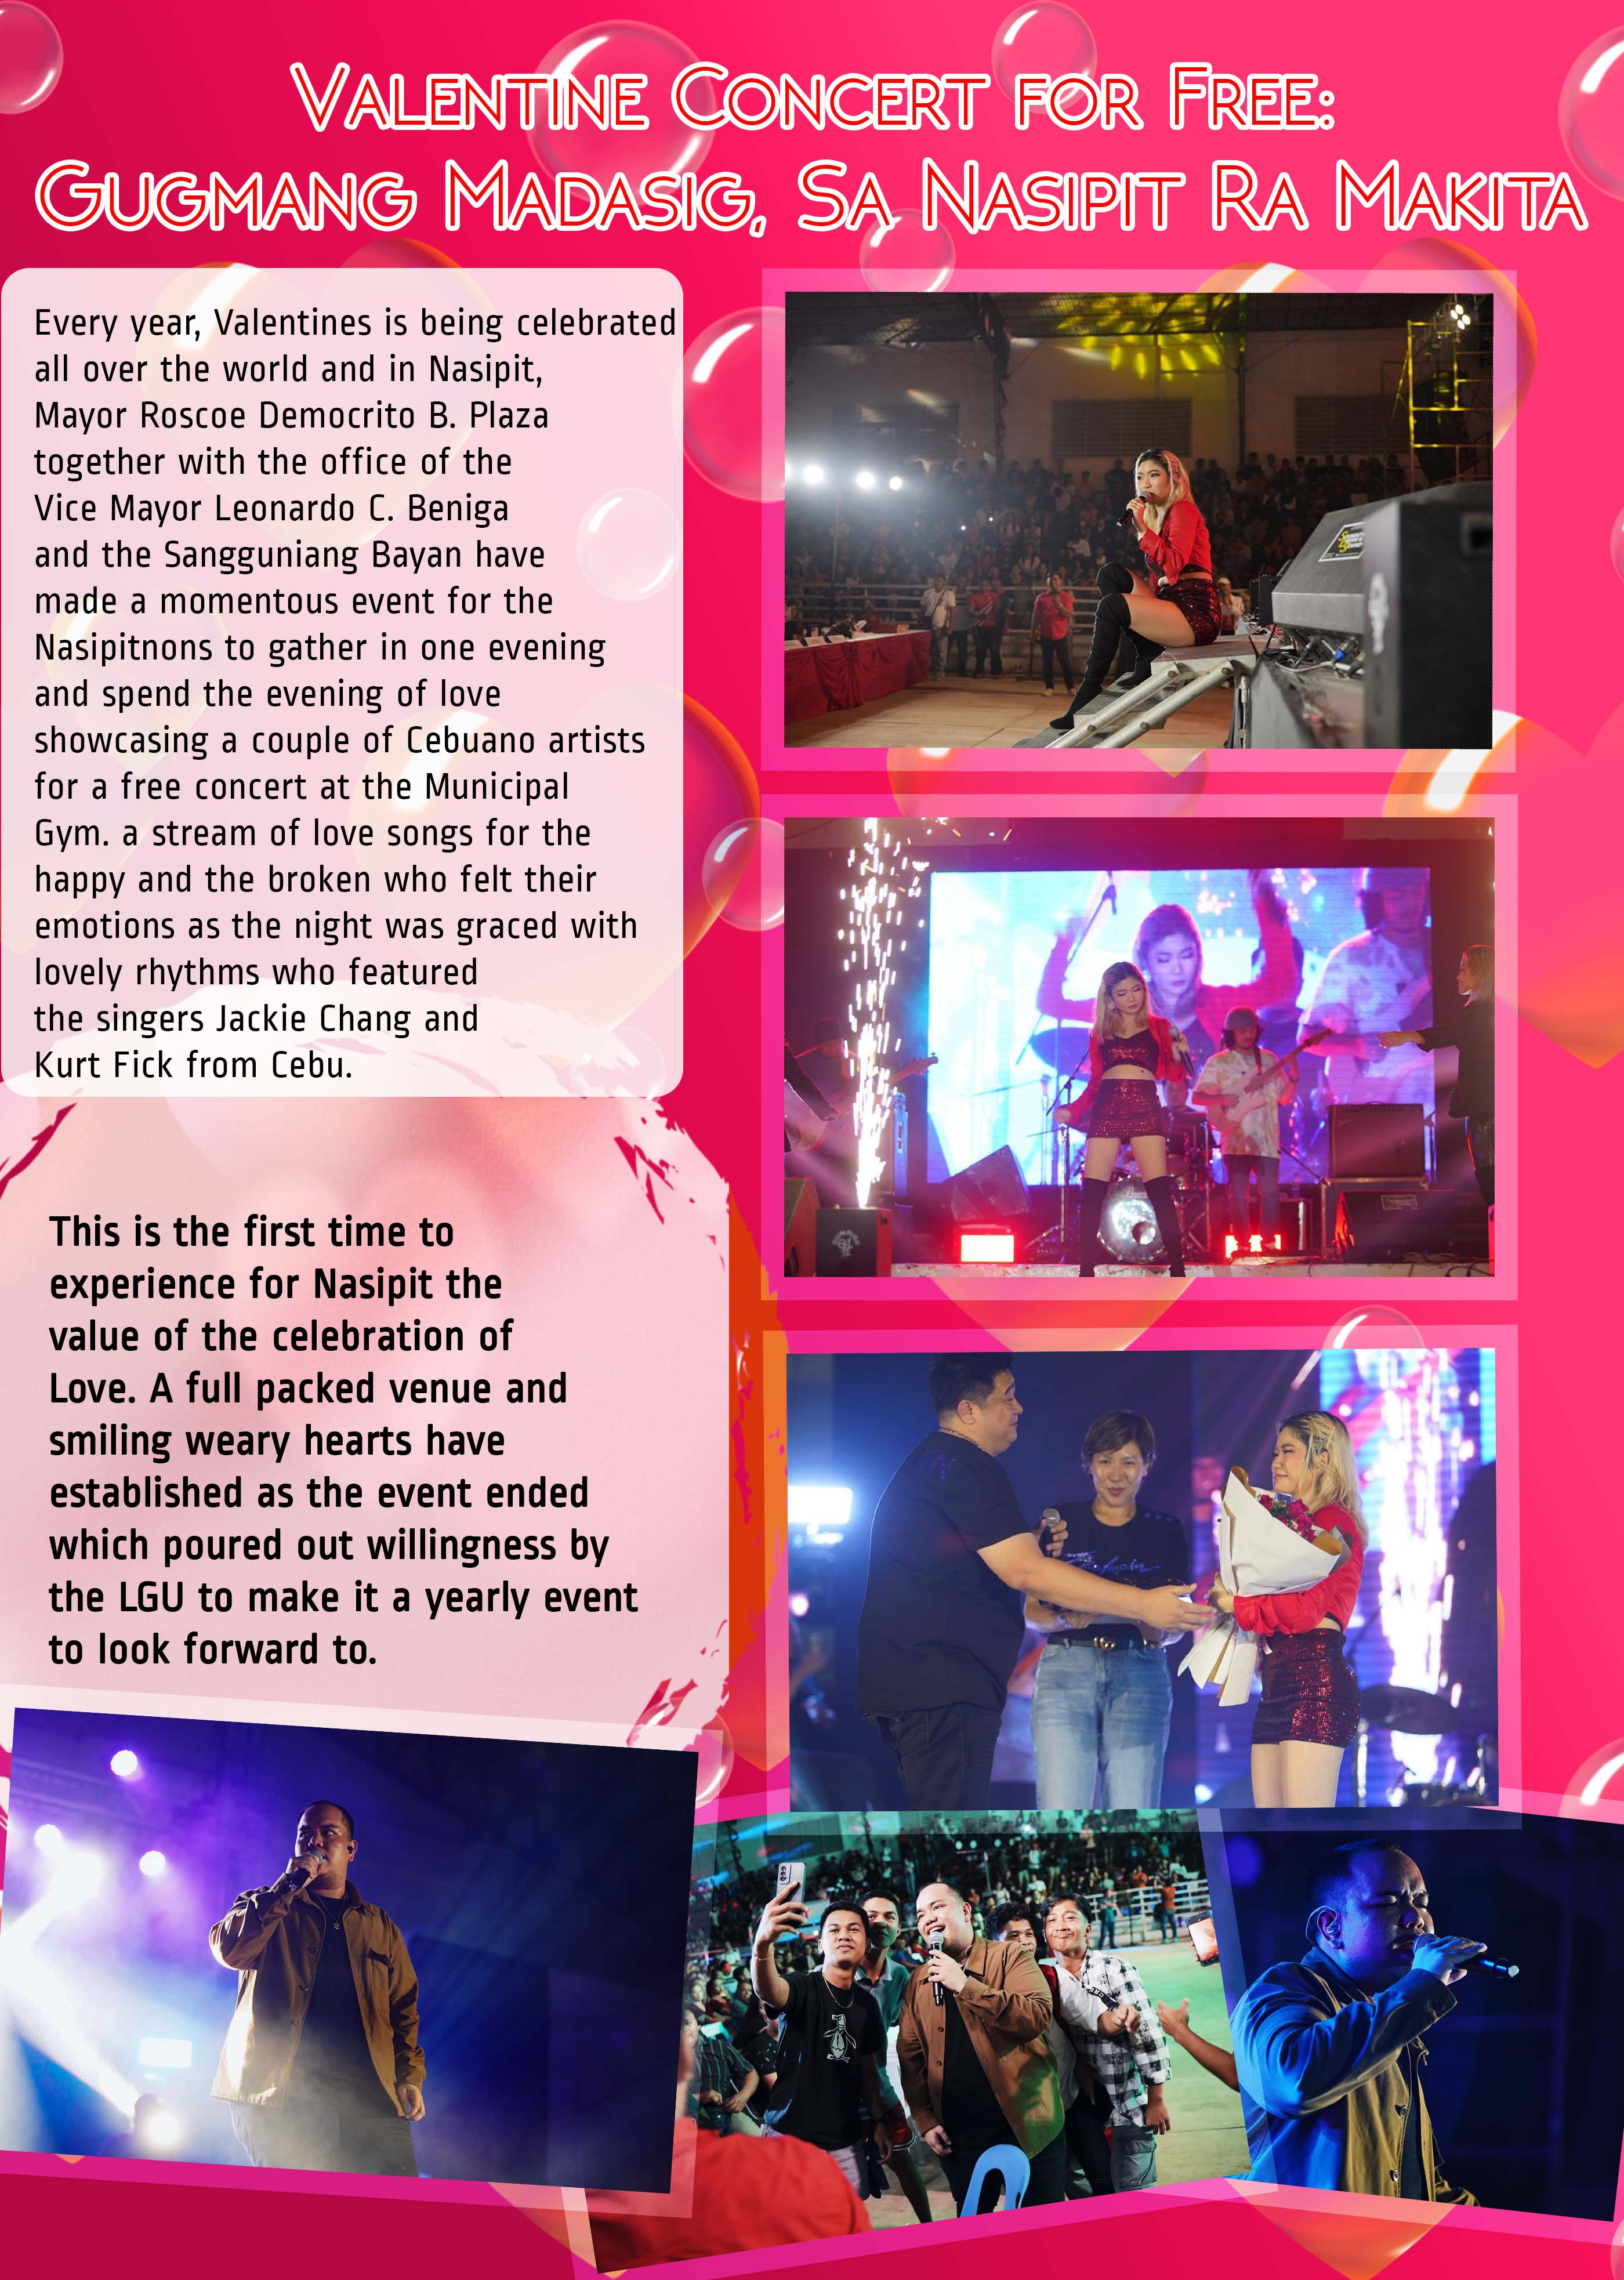 Valentine Concert for Free:
Gugmang Madasig, Sa Nasipit Ra Makita
Every year, Valentines is being celebrated
all over the world and in Nasipit,
Mayor Roscoe Democrito B. Plaza
together with the office of the
Vice Mayor Leonardo C. Beniga
and the Sangguniang Bayan have
made a momentous event for the
Nasipitnons to gather in one evening
and spend the evening of love
showcasing a couple of Cebuano artists
for a free concert at the Municipal
Gym. a stream of love songs for the
happy and the broken who felt their
emotions as the night was graced with
lovely rhythms who featured
the singers Jackie Chang and
Kurt Fick from Cebu.
This is the first time to
experience for Nasipit the
value of the celebration of
Love. A full packed venue and
smiling weary hearts have
established as the event ended
which poured out willingness by
the LGU to make it a yearly event
to look forward to.